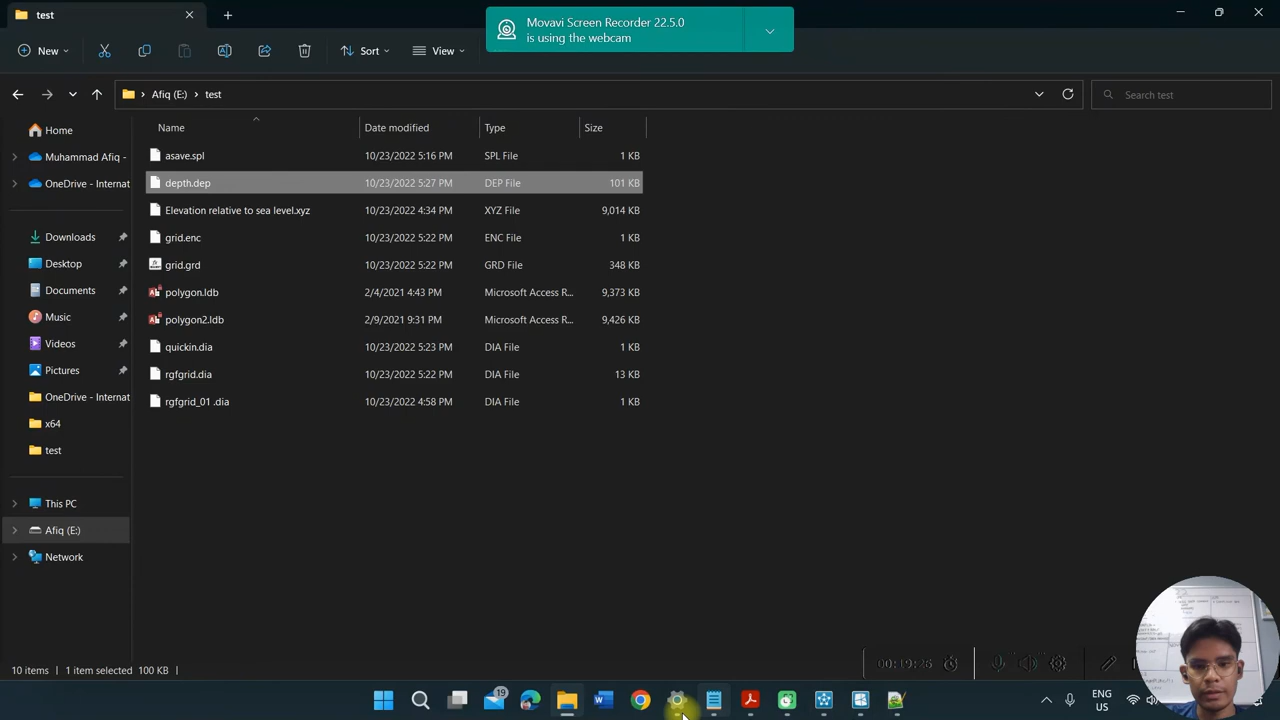 test
Movavi Screen Recorder 22.5.0
is using the webcam
New
Sort
View
Afiq (E:) test
Search test
Name Date modified Type Size
Home
Muhammad Afiq -
OneDrive - Internat
Downloads
Desktop
Documents
Music
Videos
Pictures
OneDrive - Internat
x64
test
This PC
Afiq (E:)
Network
asave.spl 10/23/2022 5:16 PM SPL File 1 KB
depth.dep 10/23/2022 5:27 PM DEP File 101 KB
Elevation relative to sea level.xyz 10/23/2022 4:34 PM XYZ File 9,014 KB
grid.enc 10/23/2022 5:22 PM ENC File 1 KB
grid.grd 10/23/2022 5:22 PM GRD File 348 KB
polygon.ldb 2/4/2021 4:43 PM Microsoft Access R... 9,373 KB
polygon2.ldb 2/9/2021 9:31 PM Microsoft Access R... 9,426 KB
quickin.dia 10/23/2022 5:23 PM DIA File 1 KB
rgfgrid.dia 10/23/2022 5:22 PM DIA File 13 KB
rgfgrid_01 .dia 10/23/2022 4:58 PM DIA File 1 KB
10 items 1 item selected 100 KB
00:19:26
19
ENG
US